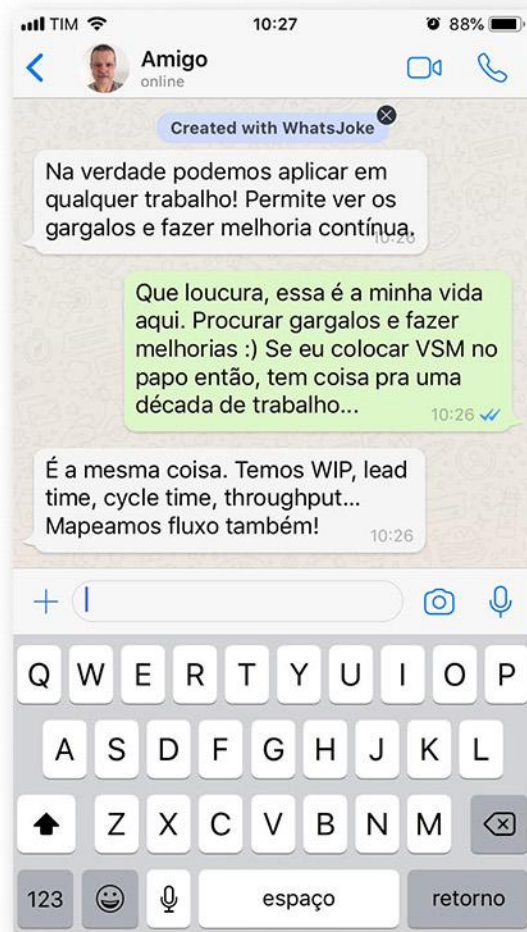 TIM 10:27 88%
Amigo
online
Created with WhatsJoke
Na verdade podemos aplicar em
qualquer trabalho! Permite ver os
gargalos e fazer melhoria contínua.
10:26
Que loucura, essa é a minha vida
aqui. Procurar gargalos e fazer
melhorias :) Se eu colocar VSM no
papo então, tem coisa pra uma
década de trabalho...
10:26
É a mesma coisa. Temos WIP, lead
time, cycle time, throughput...
Mapeamos fluxo também!
10:26
Q W E R T Y U I O P
A S D F G H J K L
Z X C V B N M
123 espaço retorno